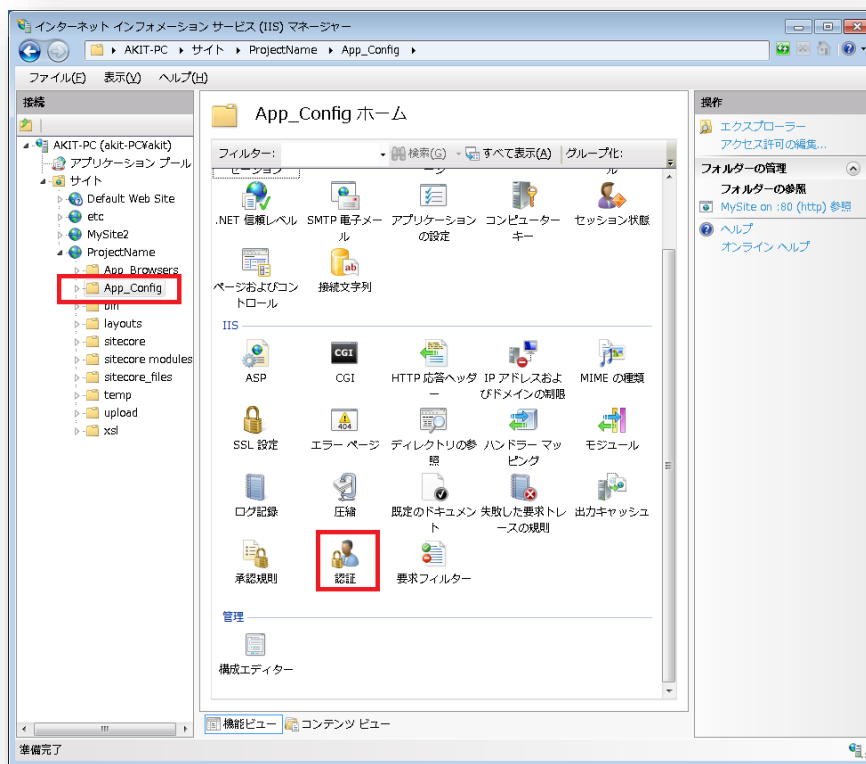 インターネット インフォメーション サービス (IIS) マネージャー
AKIT-PC
サイト
ProjectName
App_Config
ファイル(F) 表示(V) ヘルプ(H)
接続
AKIT-PC (akit-PC¥akit)
アプリケーション プール
サイト
Default Web Site
etc
MySite2
ProjectName
App_Browsers
App_Config
bin
layouts
sitecore
sitecore modules
sitecore_files
temp
upload
xsl
App_Config ホーム
フィルター: 検索(G) すべて表示(A) グループ化:
セーション ージ ル
.NET 信頼レベル
SMTP 電子メー
ル
アプリケーション
の設定
コンピューター
キー
セッション状態
ページおよびコン
トロール
接続文字列
IIS
ASP
CGI
CGI
HTTP 応答ヘッダ
ー
IP アドレスおよ
びドメインの制限
MIME の種類
SSL 設定
404
エラー ページ
ディレクトリの参
照
ハンドラー マッ
ピング
モジュール
ログ記録
圧縮
既定のドキュメン
ト
失敗した要求トレ
ースの規則
出力キャッシュ
承認規則
認証
要求フィルター
管理
構成エディター
機能ビュー コンテンツ ビュー
操作
エクスプローラー
アクセス許可の編集...
フォルダーの管理
フォルダーの参照
MySite on :80 (http) 参照
ヘルプ
オンライン ヘルプ
準備完了